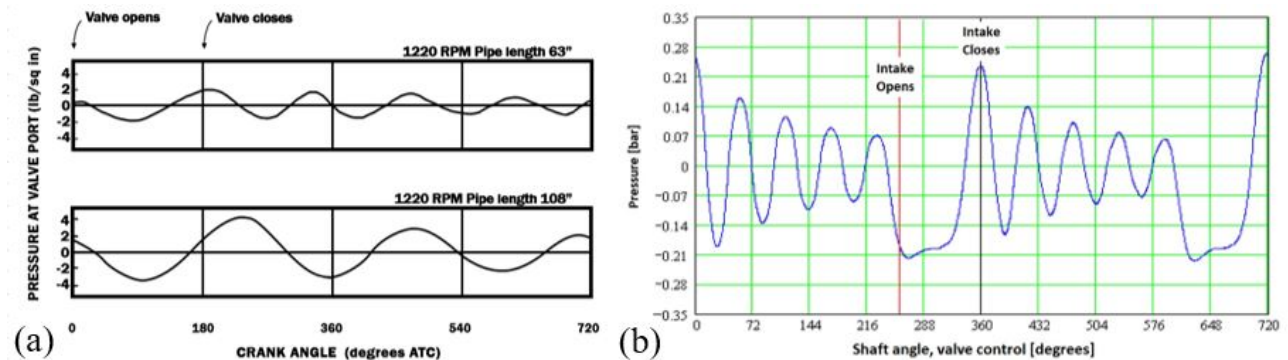 Valve opens
Valve closes
1220 RPM Pipe length 63"
PRESSURE AT VALVE PORT (lb/sq in)
4
2
0
-2
-4
1220 RPM Pipe length 108"
4
2
0
-2
-4
0 180 360 540 720
CRANK ANGLE (degrees ATC)
(a)
0.35
0.28
0.21
0.14
0.07
0
-0.07
-0.14
-0.21
-0.28
-0.35
Pressure [bar]
Intake
Opens
Intake
Closes
0 72 144 216 288 360 432 504 576 648 720
Shaft angle, valve control [degrees]
(b)